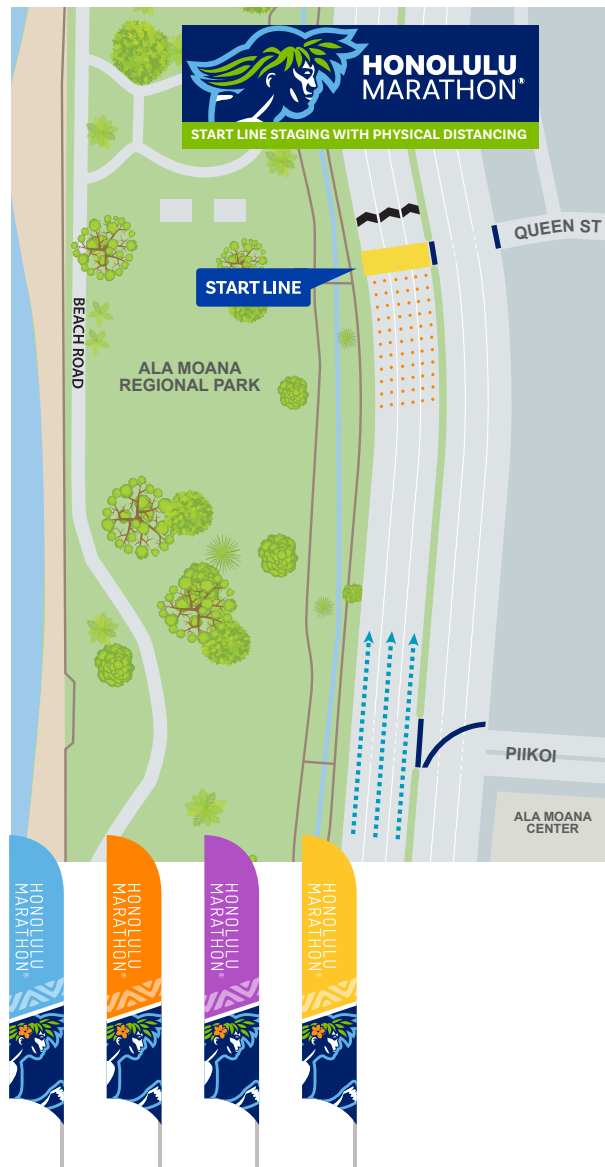 HONOLULU
MARATHON®
START LINE STAGING WITH PHYSICAL DISTANCING
QUEEN ST
START LINE
BEACH ROAD
ALA MOANA
REGIONAL PARK
PIIKOI
ALA MOANA
CENTER
HONOLULU
MARATHON®
HONOLULU
MARATHON®
HONOLULU
MARATHON®
HONOLULU
MARATHON®